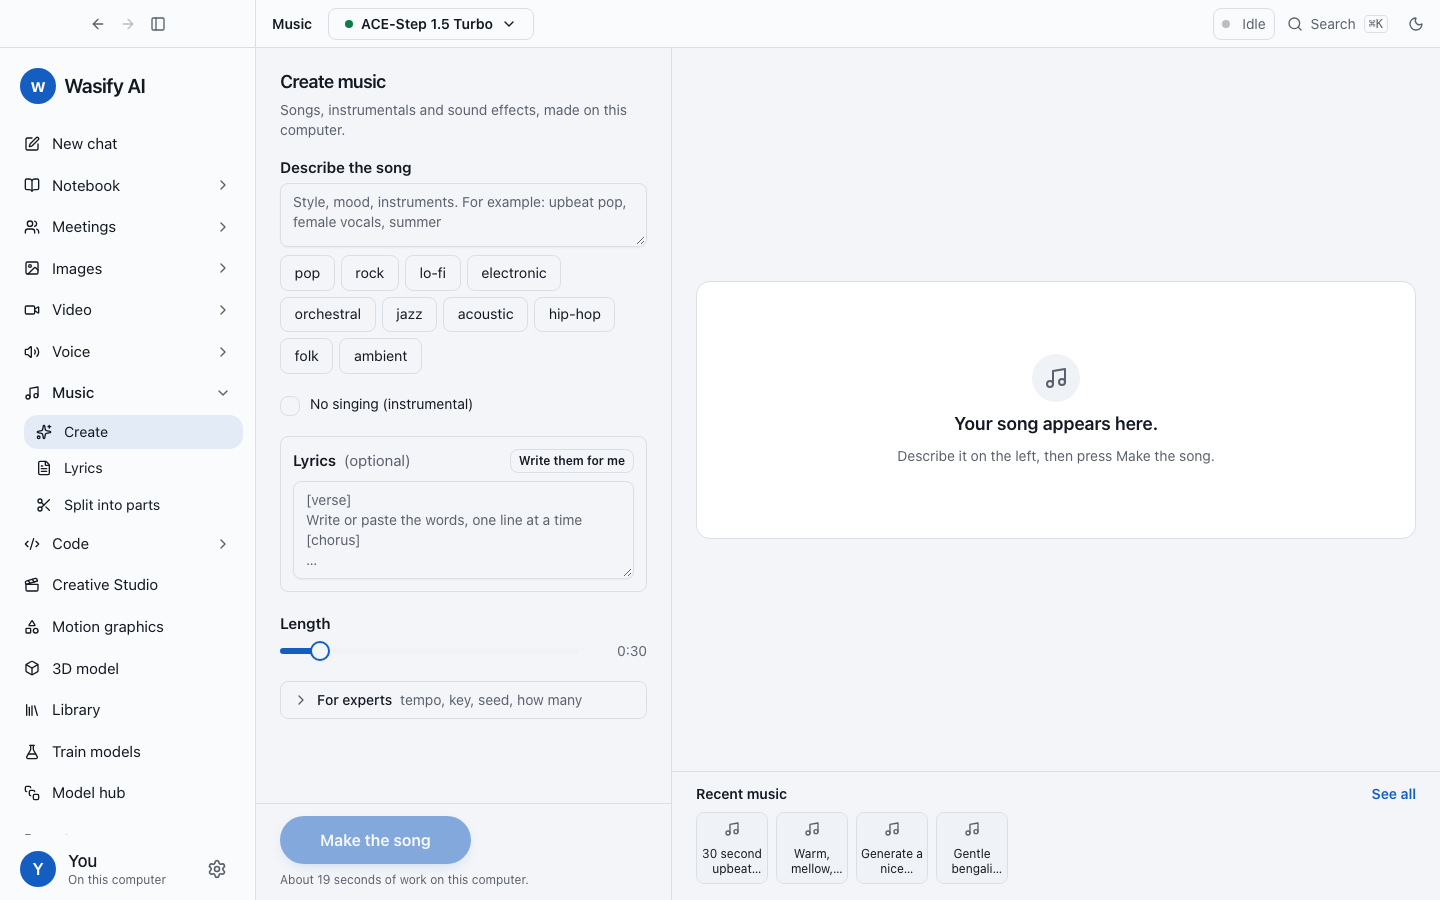 Music
ACE-Step 1.5 Turbo
Idle
Search
⌘K
W
Wasify AI
New chat
Notebook
Meetings
Images
Video
Voice
Music
Create
Lyrics
Split into parts
Code
Creative Studio
Motion graphics
3D model
Library
Train models
Model hub
Y
You
On this computer
Create music
Songs, instrumentals and sound effects, made on this
computer.
Describe the song
Style, mood, instruments. For example: upbeat pop,
female vocals, summer
pop rock lo-fi electronic
orchestral jazz acoustic hip-hop
folk ambient
No singing (instrumental)
Lyrics (optional) Write them for me
[verse]
Write or paste the words, one line at a time
[chorus]
...
Length
0:30
For experts tempo, key, seed, how many
Make the song
About 19 seconds of work on this computer.
Your song appears here.
Describe it on the left, then press Make the song.
Recent music See all
30 second
upbeat...
Warm,
mellow,...
Generate a
nice...
Gentle
bengali...